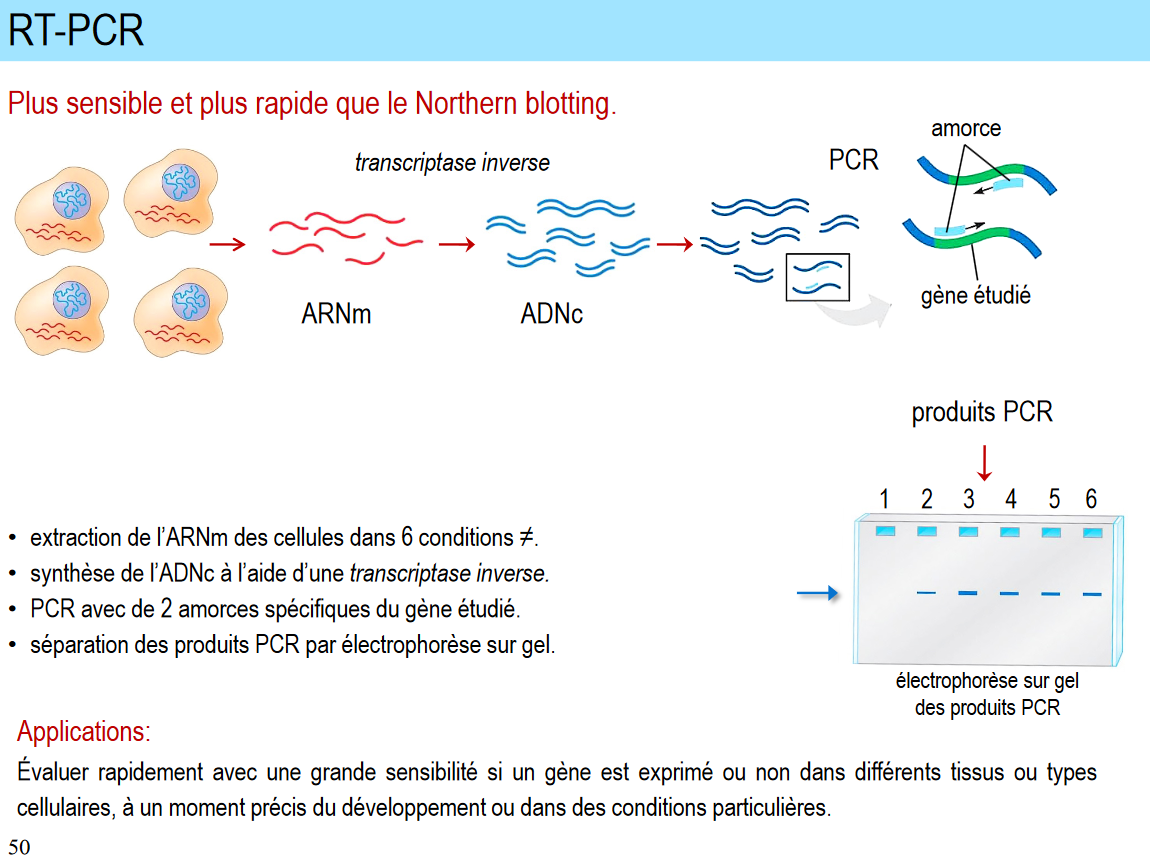 RT-PCR
Plus sensible et plus rapide que le Northern blotting.
transcriptase inverse
PCR
amorce
ARNm
ADNc
gène étudié
produits PCR
1 2 3 4 5 6
• extraction de l'ARNm des cellules dans 6 conditions ≠.
• synthèse de l'ADNc à l'aide d'une transcriptase inverse.
• PCR avec de 2 amorces spécifiques du gène étudié.
• séparation des produits PCR par électrophorèse sur gel.
électrophorèse sur gel
des produits PCR
Applications:
Évaluer rapidement avec une grande sensibilité si un gène est exprimé ou non dans différents tissus ou types
cellulaires, à un moment précis du développement ou dans des conditions particulières.
50